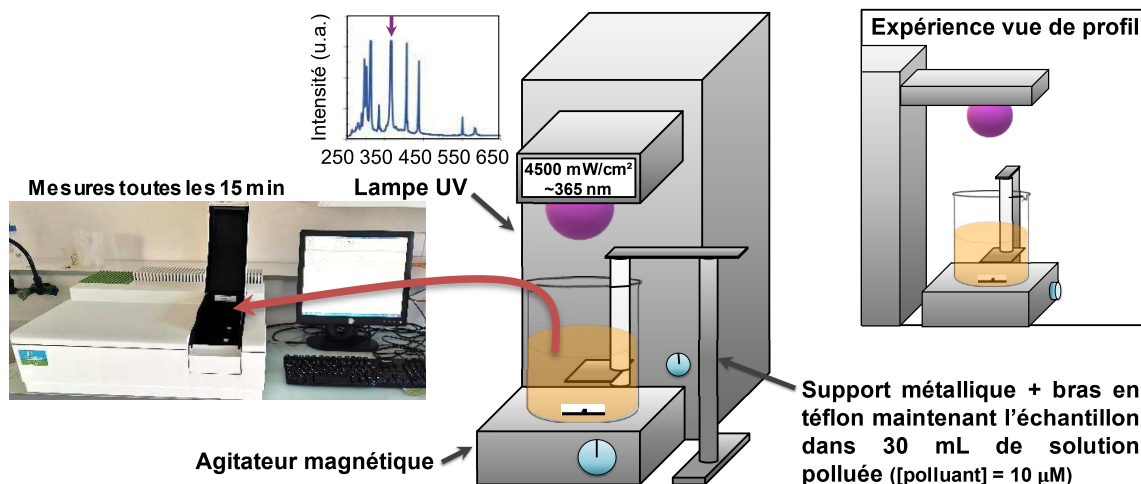 Expérience vue de profil
Intensité (u.a.)
250 350 450 550 650
4500 mW/cm²
~365 nm
Mesures toutes les 15 min
Lampe UV
Support métallique + bras en
téflon maintenant l'échantillon
dans 30 mL de solution
polluée ([polluant] = 10 µM)
Agitateur magnétique